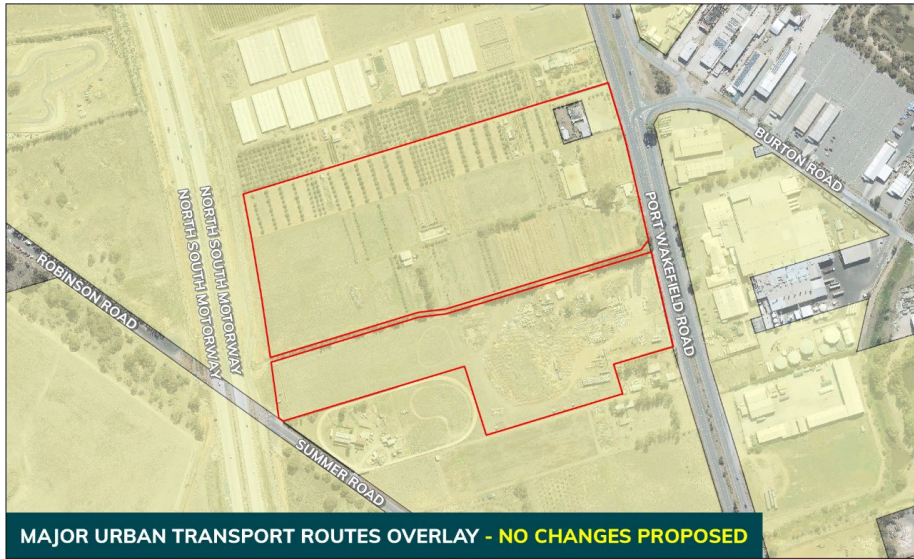 BURTON ROAD
PORT WAKEFIELD ROAD
NORTH SOUTH MOTORWAY
NORTH SOUTH MOTORWAY
ROBINSON ROAD
SUMMER ROAD
MAJOR URBAN TRANSPORT ROUTES OVERLAY - NO CHANGES PROPOSED